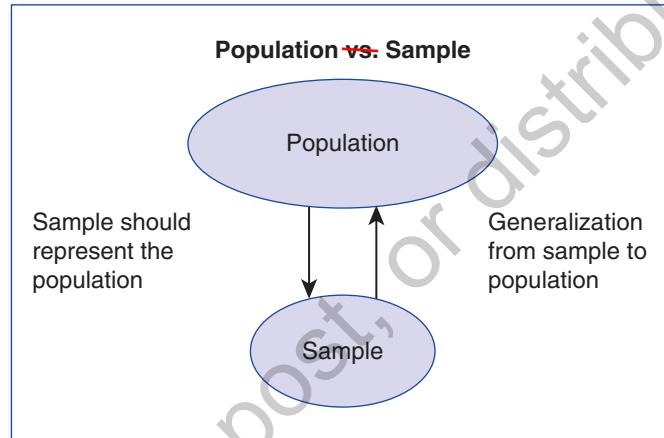 Population vs. Sample
Population
Sample should
represent the
population
Generalization
from sample to
population
Sample
post, or distrib